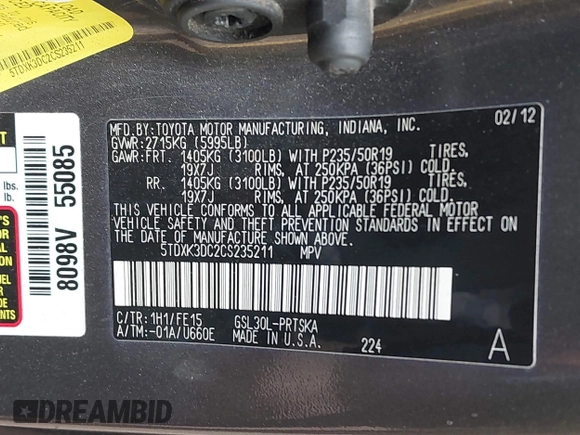 5TDXK3DC2CS235211
8098V 55085
lbs.
lbs.
MFD.BY:TOYOTA MOTOR MANUFACTURING, INDIANA, INC. 02/12
GVWR:2715KG (5995LB)
GAWR:FRT. 1405KG (3100LB) WITH P235/50R19 TIRES,
19X7J RIMS, AT 250KPA (36PSI) COLD.
RR. 1405KG (3100LB) WITH P235/50R19 TIRES,
19X7J RIMS, AT 250KPA (36PSI) COLD.
THIS VEHICLE CONFORMS TO ALL APPLICABLE FEDERAL MOTOR
VEHICLE SAFETY AND THEFT PREVENTION STANDARDS IN EFFECT ON
THE DATE OF MANUFACTURE SHOWN ABOVE.
5TDXK3DC2CS235211 MPV
C/TR:1H1/FE15 GSL30L-PRTSKA
A/TM:-01A/U660E MADE IN U.S.A. 224 A
DREAMBID